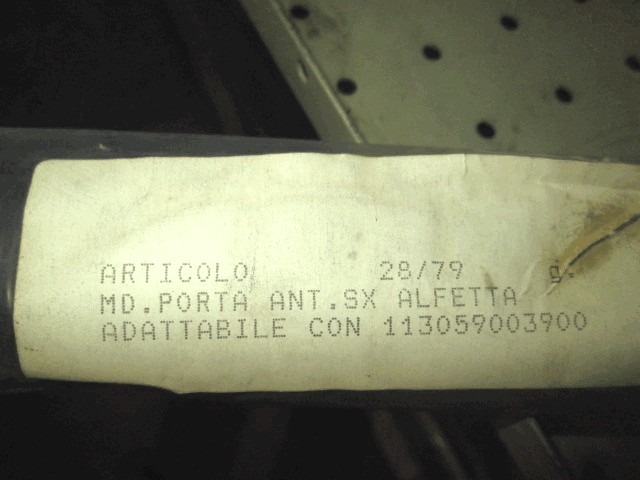 ARTICOLO 28/79 g.
MD.PORTA ANT.SX ALFETTA
ADATTABILE CON 113059003900